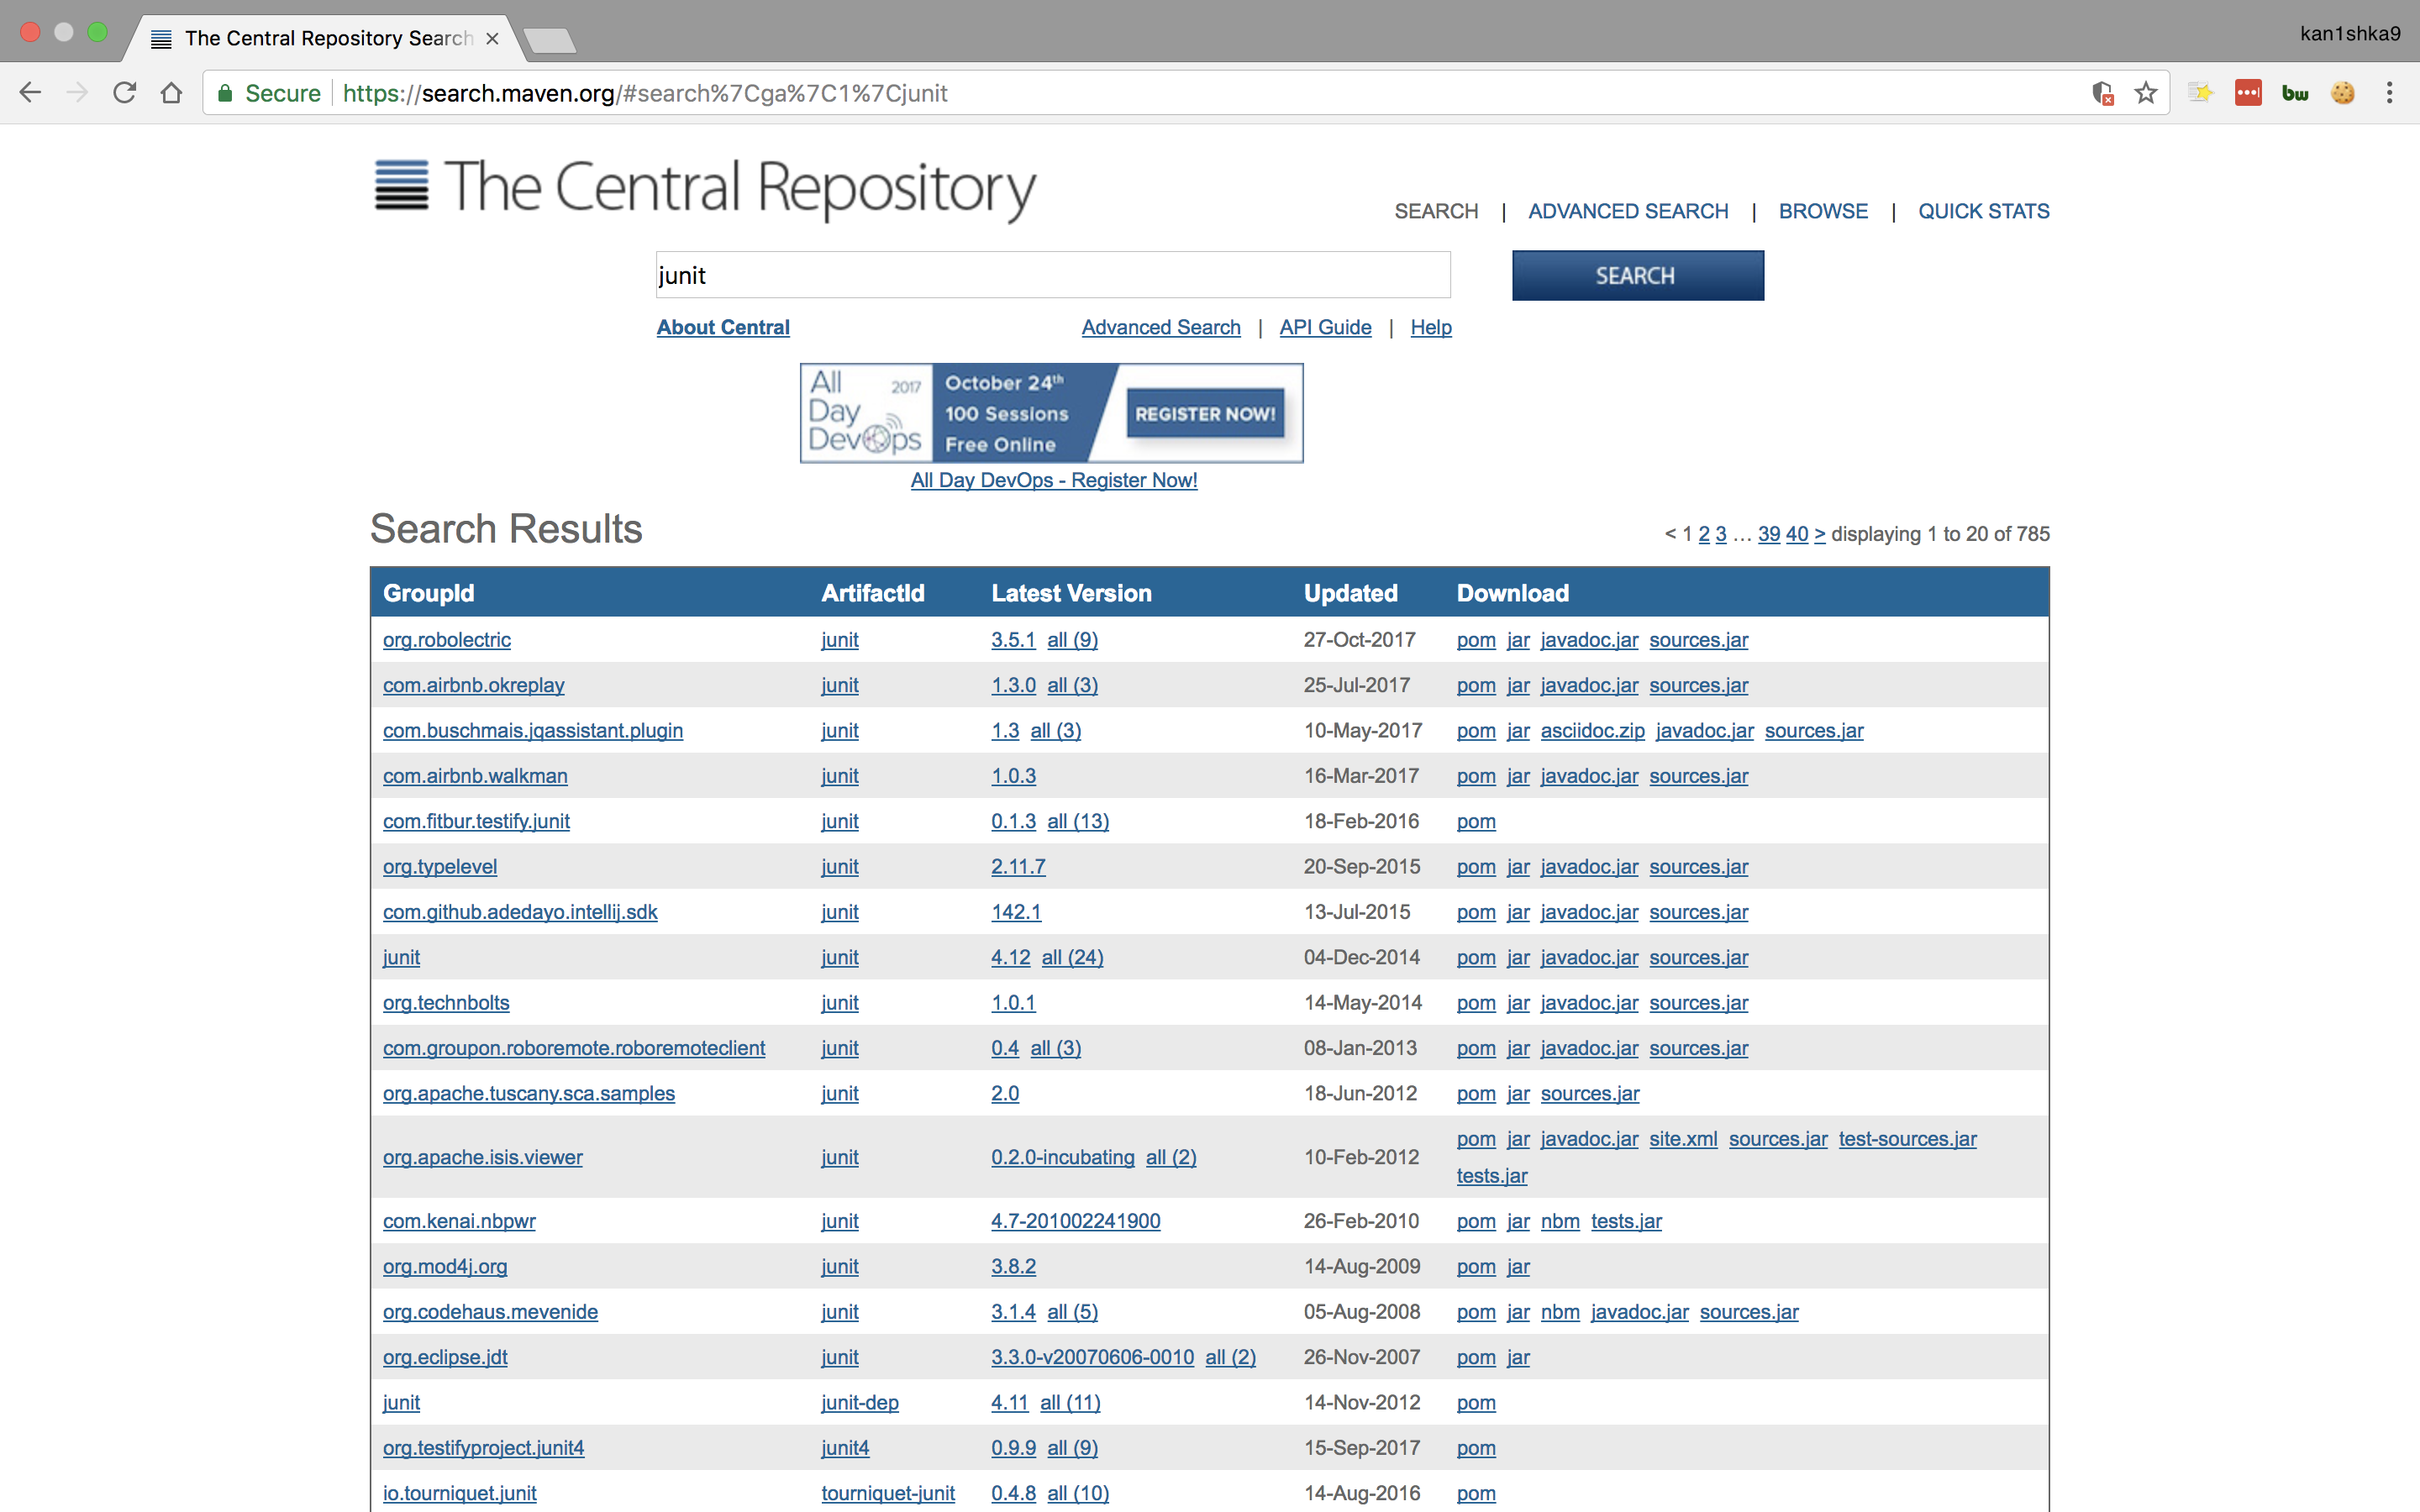 The Central Repository Search
kan1shka9
Secure https://search.maven.org/#search%7Cga%7C1%7Cjunit
bw
The Central Repository
SEARCH | ADVANCED SEARCH | BROWSE | QUICK STATS
junit
SEARCH
About Central Advanced Search | API Guide | Help
All Day DevOps 2017
October 24th
100 Sessions
Free Online
REGISTER NOW!
All Day DevOps - Register Now!
Search Results
< 1 2 3 … 39 40 > displaying 1 to 20 of 785
GroupId ArtifactId Latest Version Updated Download
org.robolectric junit 3.5.1 all (9) 27-Oct-2017 pom jar javadoc.jar sources.jar
com.airbnb.okreplay junit 1.3.0 all (3) 25-Jul-2017 pom jar javadoc.jar sources.jar
com.buschmais.jqassistant.plugin junit 1.3 all (3) 10-May-2017 pom jar asciidoc.zip javadoc.jar sources.jar
com.airbnb.walkman junit 1.0.3 16-Mar-2017 pom jar javadoc.jar sources.jar
com.fitbur.testify.junit junit 0.1.3 all (13) 18-Feb-2016 pom
org.typelevel junit 2.11.7 20-Sep-2015 pom jar javadoc.jar sources.jar
com.github.adedayo.intellij.sdk junit 142.1 13-Jul-2015 pom jar javadoc.jar sources.jar
junit junit 4.12 all (24) 04-Dec-2014 pom jar javadoc.jar sources.jar
org.technbolts junit 1.0.1 14-May-2014 pom jar javadoc.jar sources.jar
com.groupon.roboremote.roboremoteclient junit 0.4 all (3) 08-Jan-2013 pom jar javadoc.jar sources.jar
org.apache.tuscany.sca.samples junit 2.0 18-Jun-2012 pom jar sources.jar
org.apache.isis.viewer junit 0.2.0-incubating all (2) 10-Feb-2012 pom jar javadoc.jar site.xml sources.jar test-sources.jar
tests.jar
com.kenai.nbpwr junit 4.7-201002241900 26-Feb-2010 pom jar nbm tests.jar
org.mod4j.org junit 3.8.2 14-Aug-2009 pom jar
org.codehaus.mevenide junit 3.1.4 all (5) 05-Aug-2008 pom jar nbm javadoc.jar sources.jar
org.eclipse.jdt junit 3.3.0-v20070606-0010 all (2) 26-Nov-2007 pom jar
junit junit-dep 4.11 all (11) 14-Nov-2012 pom
org.testifyproject.junit4 junit4 0.9.9 all (9) 15-Sep-2017 pom
io.tourniquet.junit tourniquet-junit 0.4.8 all (10) 14-Aug-2016 pom